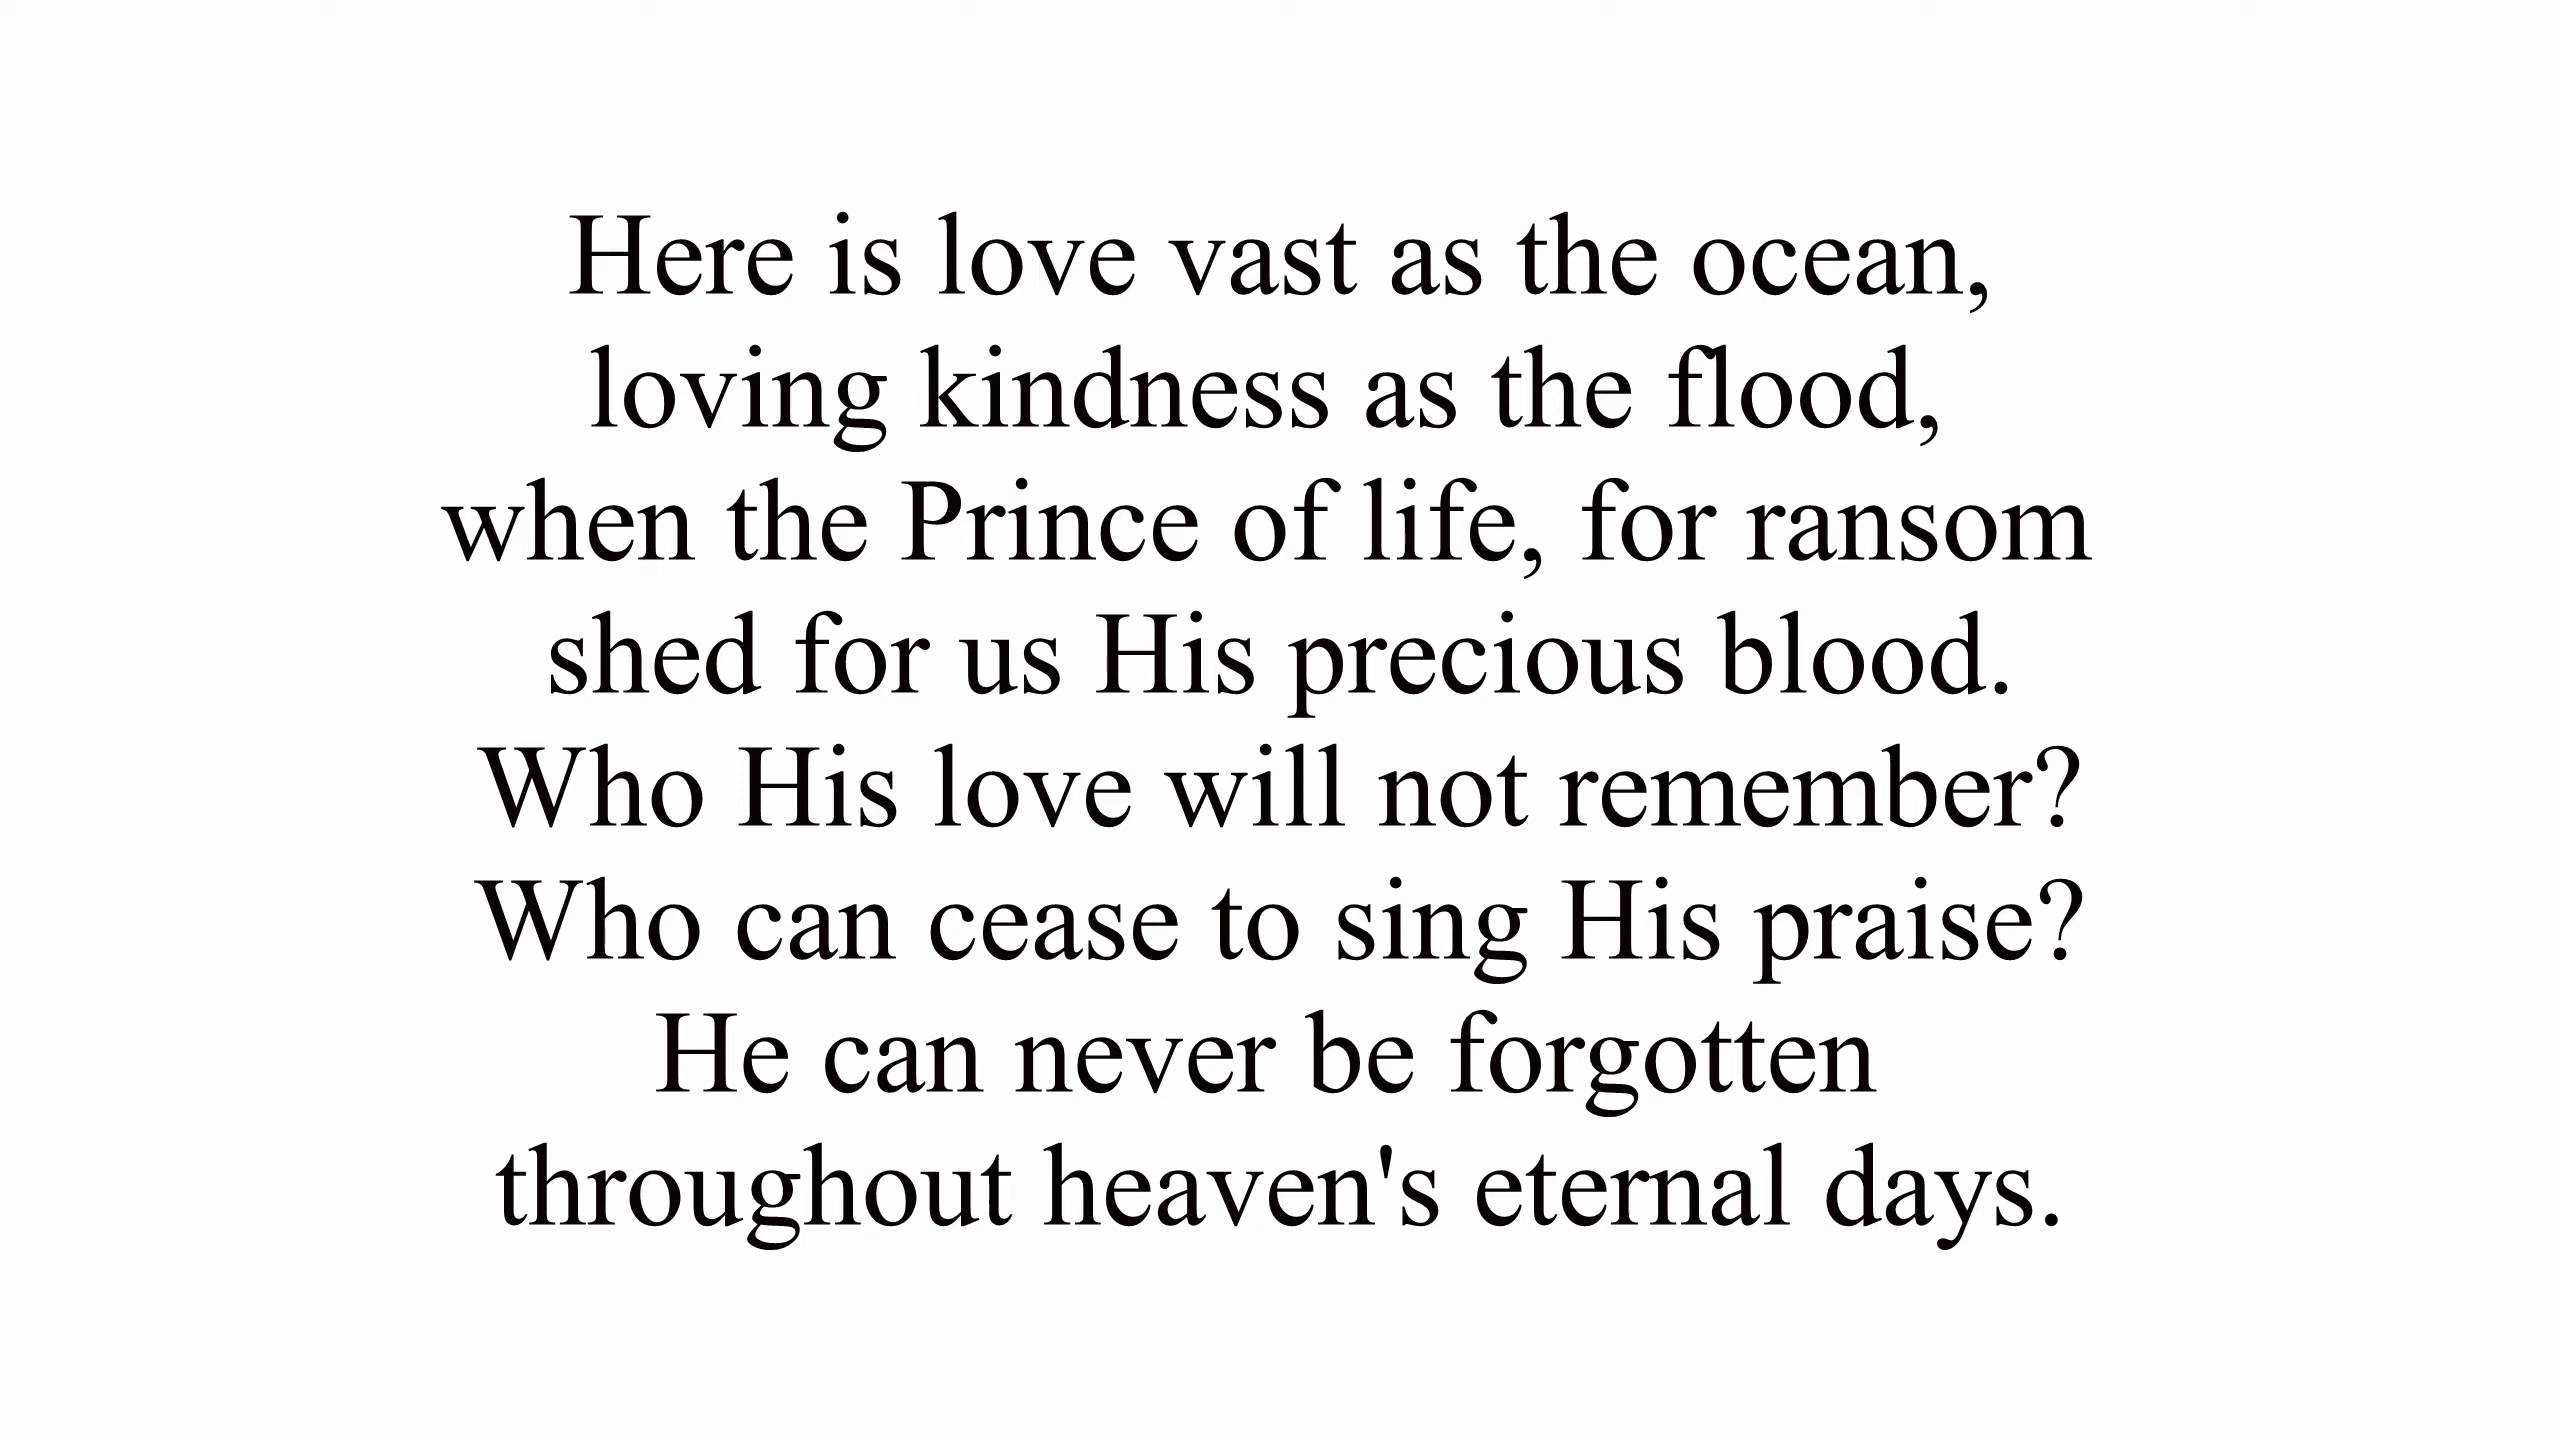 Here is love vast as the ocean,
loving kindness as the flood,
when the Prince of life, for ransom
shed for us His precious blood.
Who His love will not remember?
Who can cease to sing His praise?
He can never be forgotten
throughout heaven's eternal days.